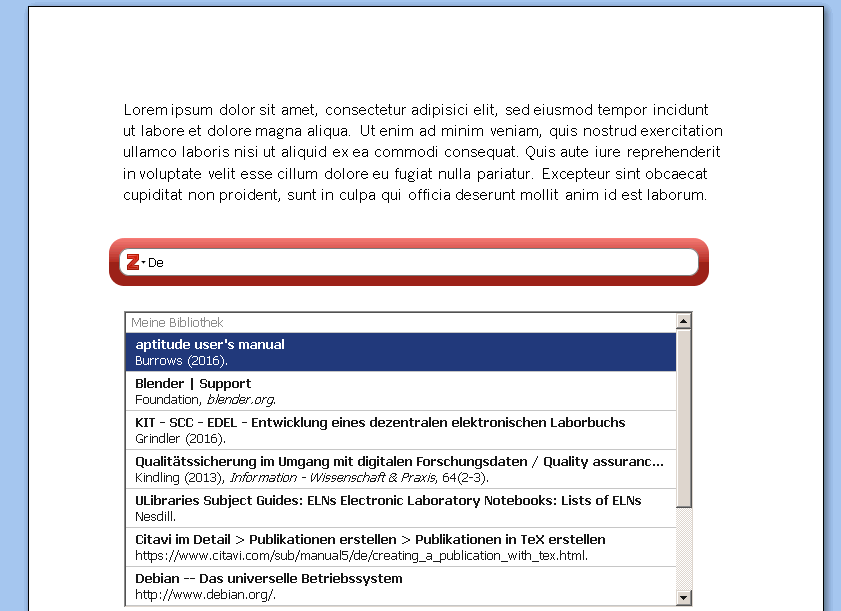 Lorem ipsum dolor sit amet, consectetur adipisici elit, sed eiusmod tempor incidunt
ut labore et dolore magna aliqua. Ut enim ad minim veniam, quis nostrud exercitation
ullamco laboris nisi ut aliquid ex ea commodi consequat. Quis aute iure reprehenderit
in voluptate velit esse cillum dolore eu fugiat nulla pariatur. Excepteur sint obcaecat
cupiditat non proident, sunt in culpa qui officia deserunt mollit anim id est laborum.
Z De
Meine Bibliothek
aptitude user's manual
Burrows (2016).
Blender | Support
Foundation, blender.org.
KIT - SCC - EDEL - Entwicklung eines dezentralen elektronischen Laborbuchs
Grindler (2016).
Qualitätssicherung im Umgang mit digitalen Forschungsdaten / Quality assuranc...
Kindling (2013), Information - Wissenschaft & Praxis, 64(2-3).
ULibraries Subject Guides: ELNs Electronic Laboratory Notebooks: Lists of ELNs
Nesdill.
Citavi im Detail > Publikationen erstellen > Publikationen in TeX erstellen
https://www.citavi.com/sub/manual5/de/creating_a_publication_with_tex.html.
Debian -- Das universelle Betriebssystem
http://www.debian.org/.